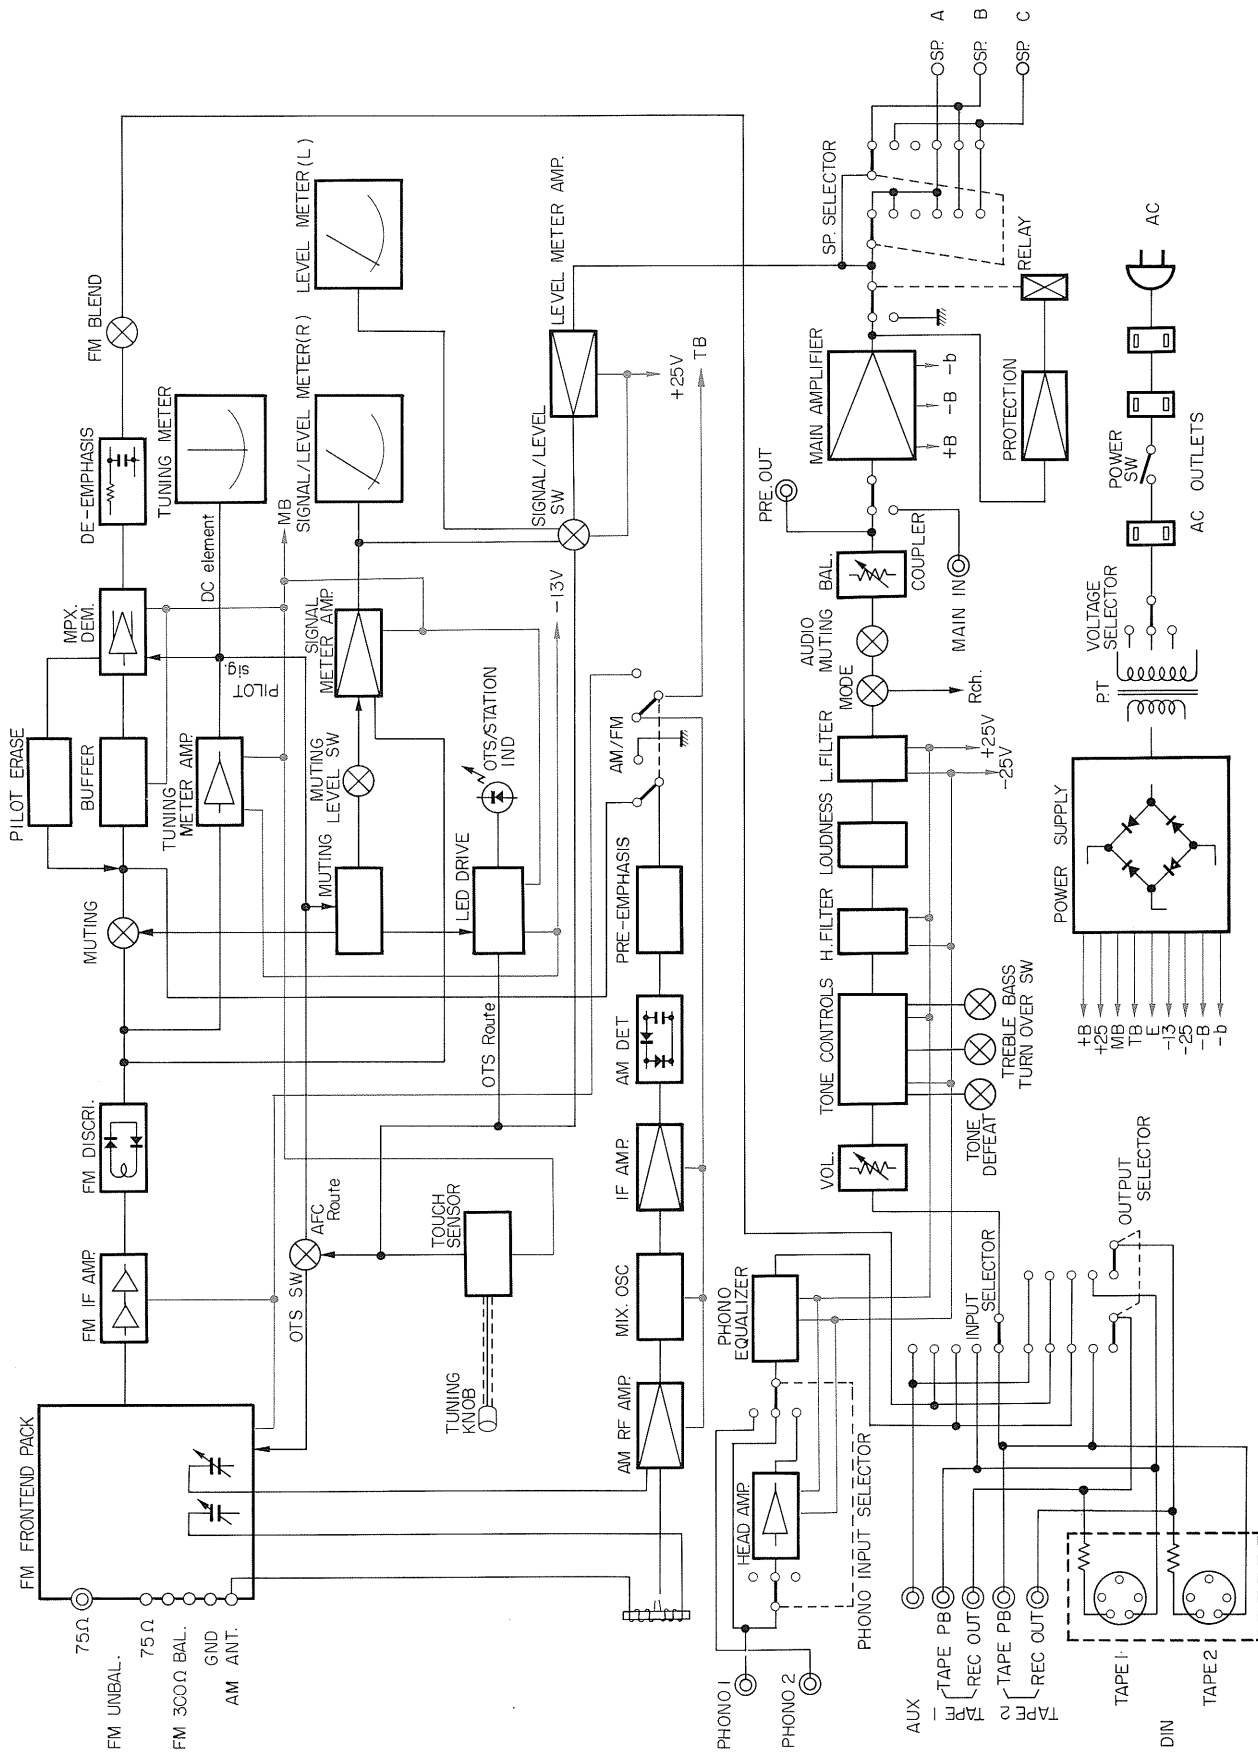 FM FRONTEND PACK
75Ω
FM UNBAL.
75Ω
FM 300Ω BAL.
GND
AM ANT.
FM IF AMP.
FM DISCRI.
MUTING
PILOT ERASE
BUFFER
MPX.
DEM.
DE-EMPHASIS
FM BLEND
TUNING
METER AMP.
PILOT
sig.
DC element
TUNING METER
MB
MUTING
MUTING
LEVEL SW
SIGNAL
METER AMP.
SIGNAL/LEVEL METER(R)
LEVEL METER(L)
LED DRIVE
OTS/STATION
IND
-13V
SIGNAL/LEVEL
SW
LEVEL METER AMP.
+25V
TB
OTS SW
AFC
Route
OTS Route
TOUCH
SENSOR
TUNING
KNOB
AM RF AMP.
MIX. OSC
IF AMP.
AM DET
PRE-EMPHASIS
AM/FM
PHONO 1
PHONO 2
HEAD AMP.
PHONO INPUT SELECTOR
PHONO
EQUALIZER
INPUT
SELECTOR
OUTPUT
SELECTOR
VOL.
TONE CONTROLS
TONE
DEFEAT
TREBLE BASS
TURN OVER SW
H.FILTER
LOUDNESS
L.FILTER
+25V
-25V
MODE
Rch.
AUDIO
MUTING
BAL.
PRE. OUT
COUPLER
MAIN IN
MAIN AMPLIFIER
+B
-B
-b
PROTECTION
RELAY
SP. SELECTOR
SP. A
SP. B
SP. C
AUX
TAPE 1
TAPE PB
REC OUT
TAPE 2
TAPE PB
REC OUT
DIN
TAPE 1
TAPE 2
POWER SUPPLY
+B
+25
MB
TB
E
-13
-25
-B
-b
P.T
VOLTAGE
SELECTOR
POWER
SW
AC OUTLETS
AC